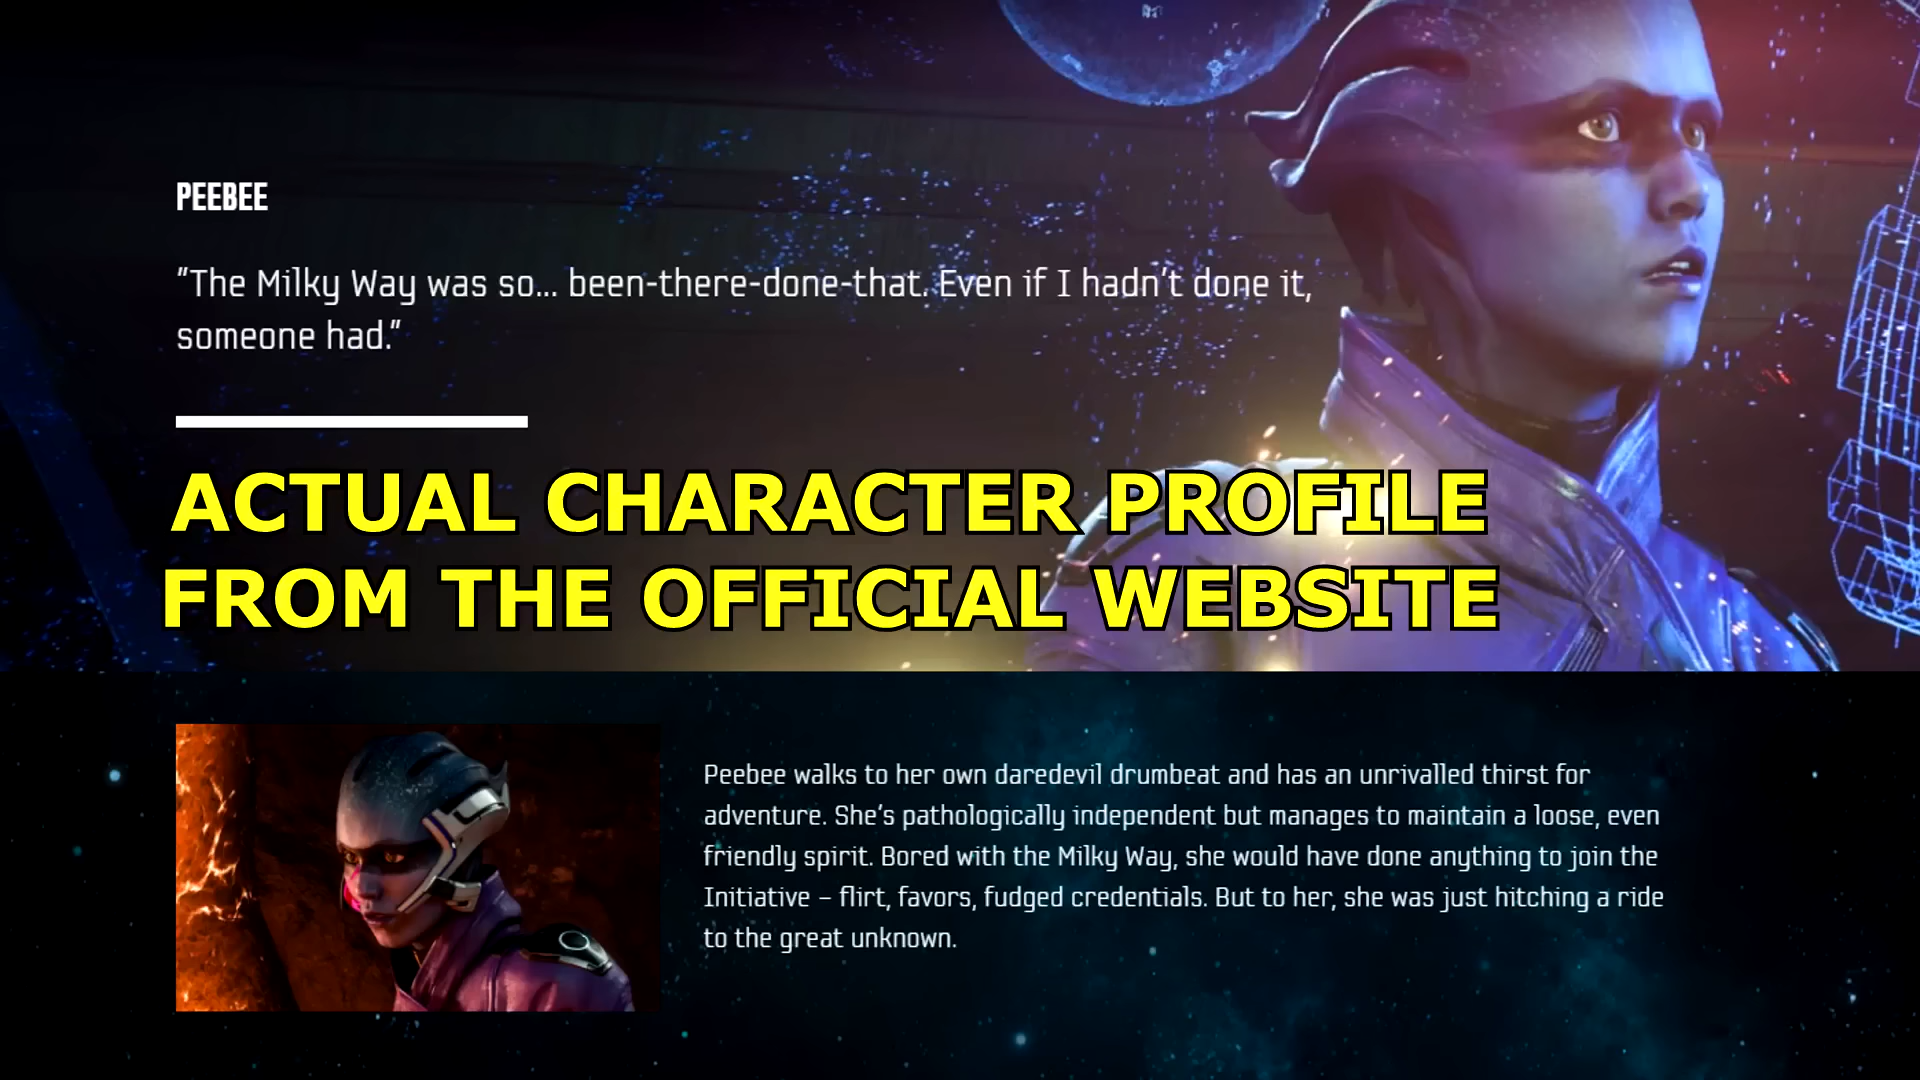 PEEBEE
"The Milky Way was so... been-there-done-that. Even if I hadn't done it,
someone had."
ACTUAL CHARACTER PROFILE
FROM THE OFFICIAL WEBSITE
Peebee walks to her own daredevil drumbeat and has an unrivalled thirst for
adventure. She's pathologically independent but manages to maintain a loose, even
friendly spirit. Bored with the Milky Way, she would have done anything to join the
Initiative – flirt, favors, fudged credentials. But to her, she was just hitching a ride
to the great unknown.